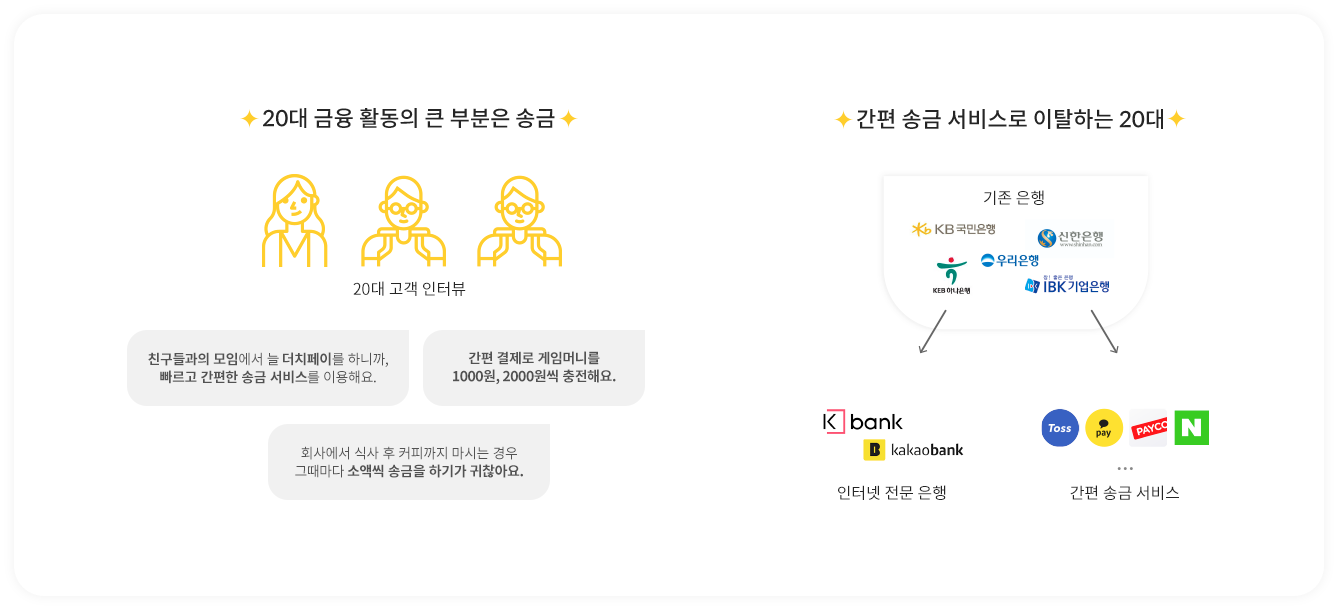 20대 금융 활동의 큰 부분은 송금
20대 고객 인터뷰
친구들과의 모임에서 늘 더치페이를 하니까,
빠르고 간편한 송금 서비스를 이용해요.
간편 결제로 게임머니를
1000원, 2000원씩 충전해요.
회사에서 식사 후 커피까지 마시는 경우
그때마다 소액씩 송금을 하기가 귀찮아요.
간편 송금 서비스로 이탈하는 20대
기존 은행
KB국민은행
신한은행
www.shinhan.com
우리은행
KEB 하나은행
참! 좋은 은행
IBK기업은행
K bank
B kakaobank
인터넷 전문 은행
Toss
pay
PAYCO
N
...
간편 송금 서비스